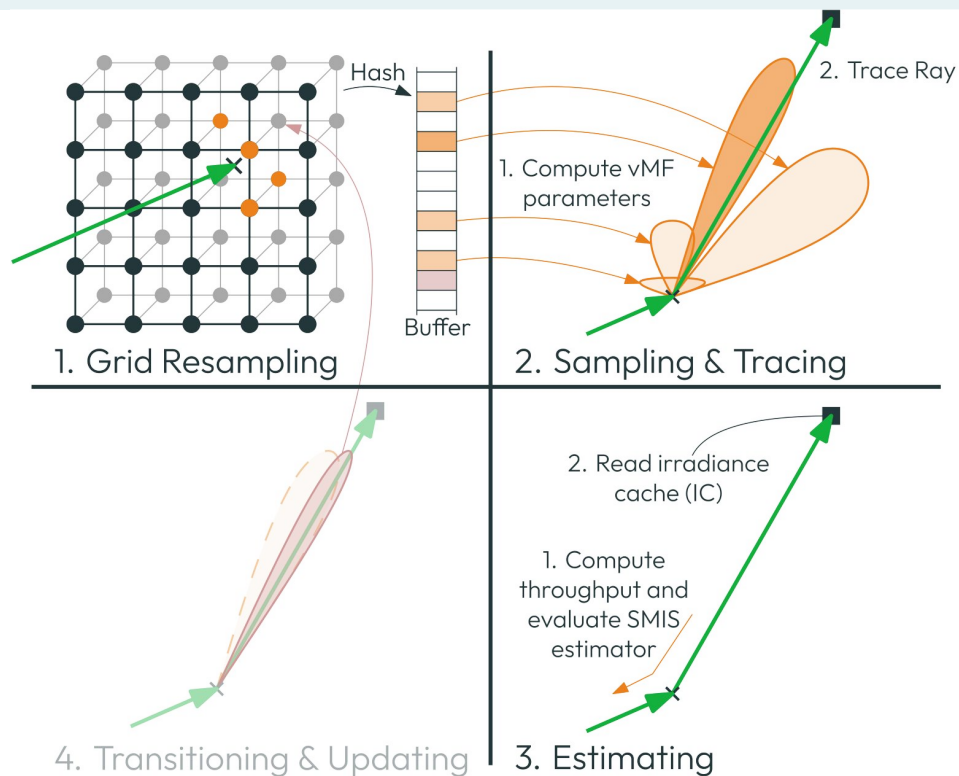 Hash
Buffer
1. Grid Resampling
2. Trace Ray
1. Compute vMF
parameters
2. Sampling & Tracing
4. Transitioning & Updating
2. Read irradiance
cache (IC)
1. Compute
throughput and
evaluate SMIS
estimator
3. Estimating